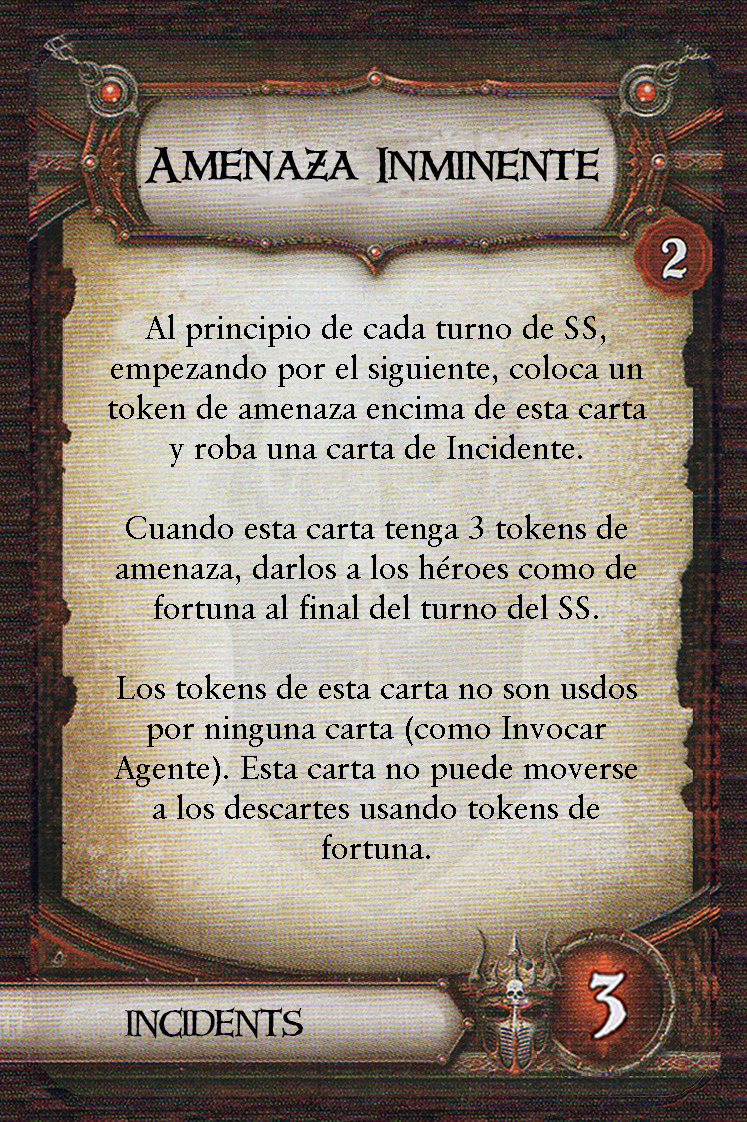 Amenaza Inminente
2
Al principio de cada turno de SS,
empezando por el siguiente, coloca un
token de amenaza encima de esta carta
y roba una carta de Incidente.
Cuando esta carta tenga 3 tokens de
amenaza, darlos a los héroes como de
fortuna al final del turno del SS.
Los tokens de esta carta no son usdos
por ninguna carta (como Invocar
Agente). Esta carta no puede moverse
a los descartes usando tokens de
fortuna.
INCIDENTS
3